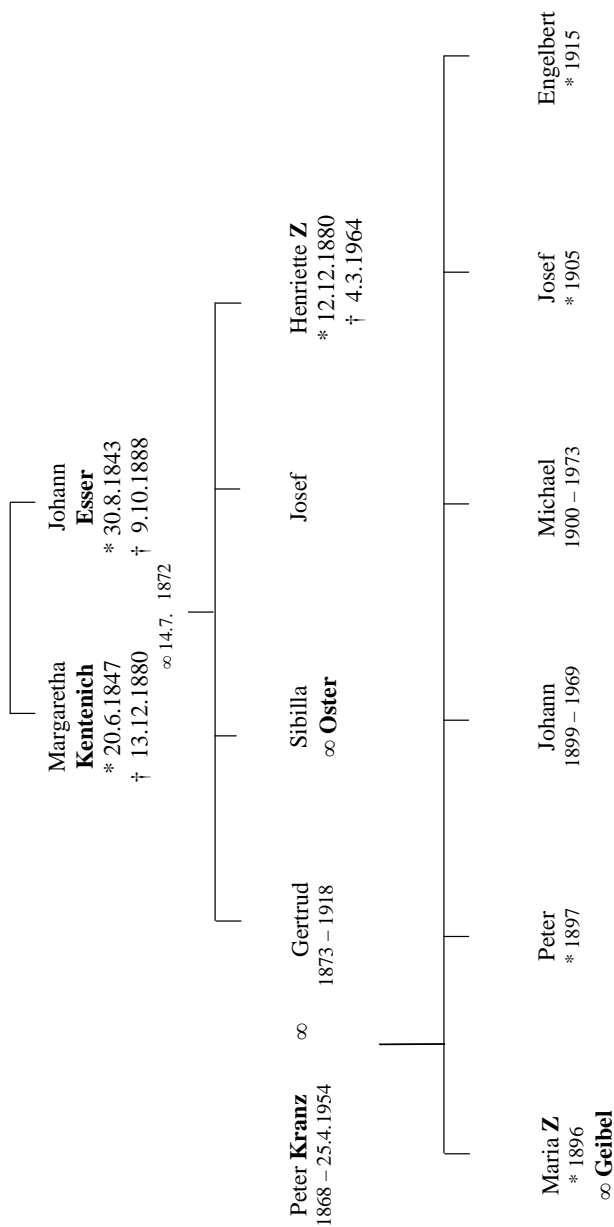 Margaretha
Kentenich
* 20.6.1847
† 13.12.1880
Johann
Esser
* 30.8.1843
† 9.10.1888
∞ 14.7. 1872
Peter Kranz
1868 – 25.4.1954
∞
Gertrud
1873 – 1918
Sibilla
∞ Oster
Josef
Henriette Z
* 12.12.1880
† 4.3.1964
Maria Z
* 1896
∞ Geibel
Peter
* 1897
Johann
1899 – 1969
Michael
1900 – 1973
Josef
* 1905
Engelbert
* 1915